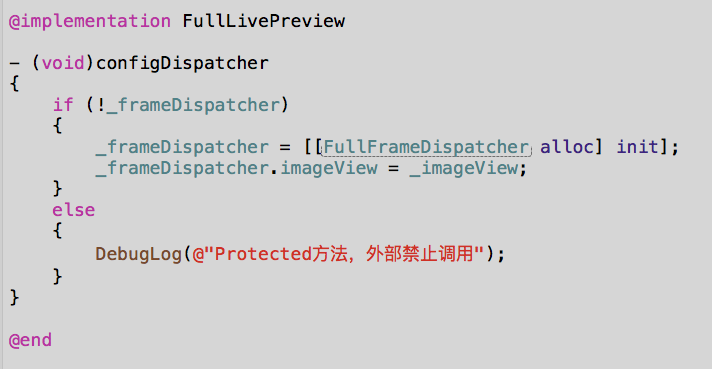 @implementation FullLivePreview
- (void)configDispatcher
{
if (!_frameDispatcher)
{
_frameDispatcher = [[FullFrameDispatcher alloc] init];
_frameDispatcher.imageView = _imageView;
}
else
{
DebugLog(@"Protected方法，外部禁止调用");
}
}
@end